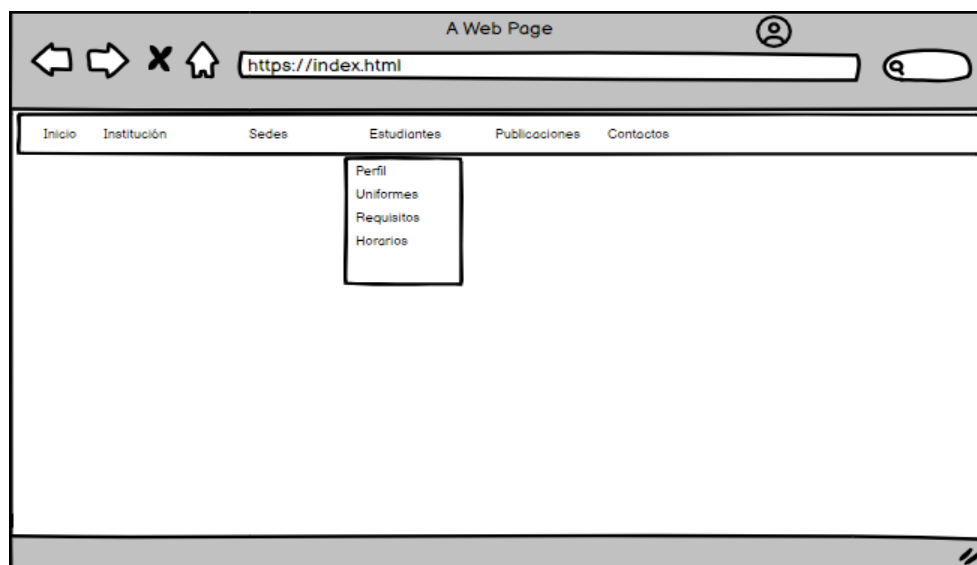 A Web Page
https://index.html
Inicio Institución Sedes Estudiantes Publicaciones Contactos
Perfil
Uniformes
Requisitos
Horarios